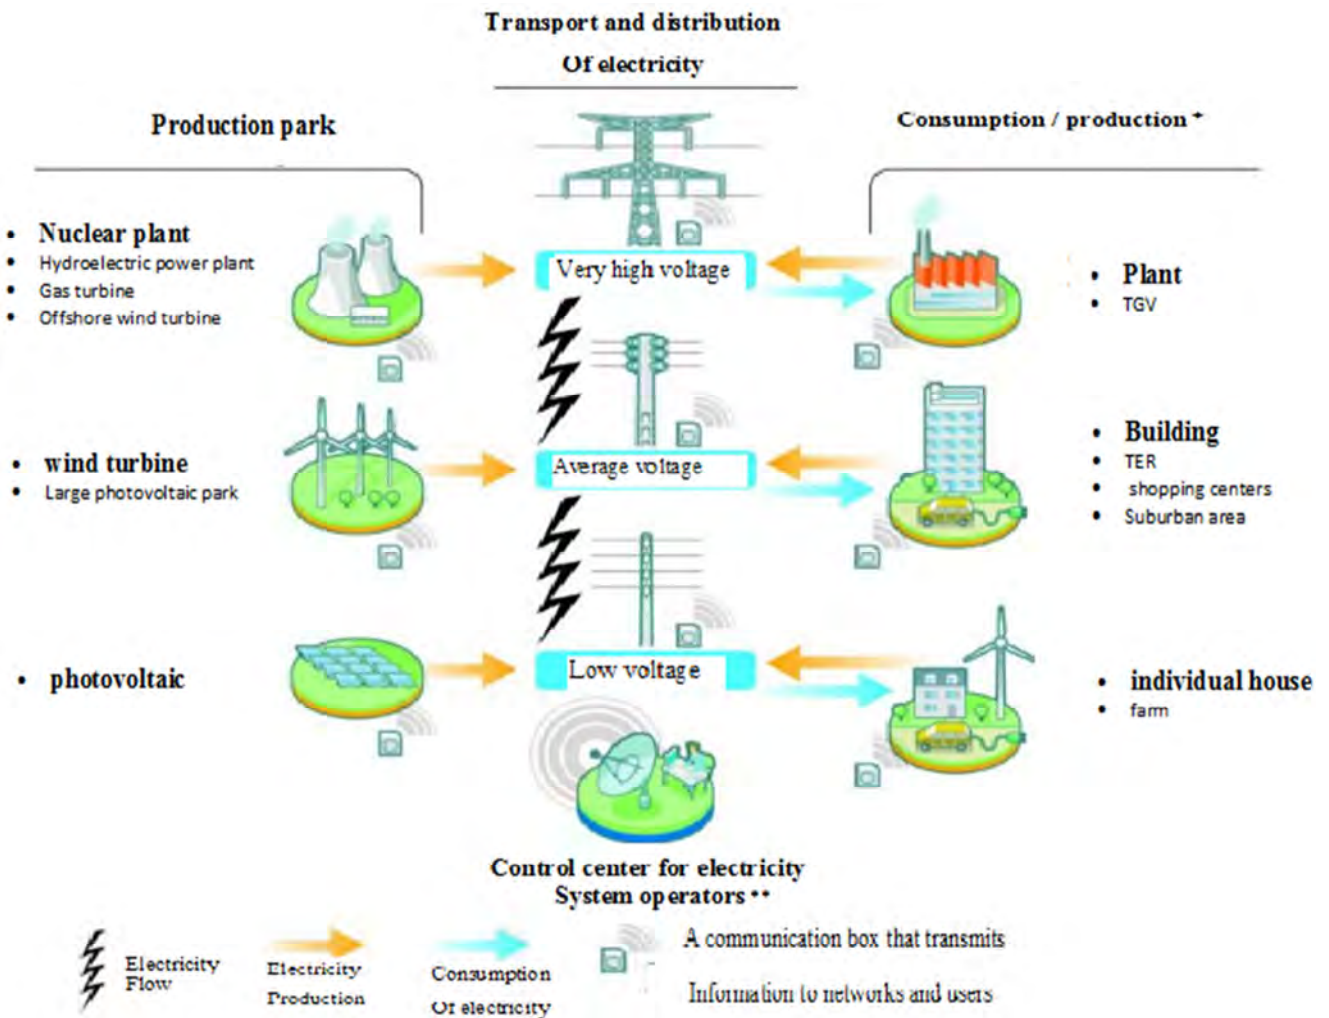 Transport and distribution
Of electricity
Production park
Consumption / production *
• Nuclear plant
• Hydroelectric power plant
• Gas turbine
• Offshore wind turbine
Very high voltage
• Plant
• TGV
• wind turbine
• Large photovoltaic park
Average voltage
• Building
• TER
• shopping centers
• Suburban area
• photovoltaic
Low voltage
• individual house
• farm
Control center for electricity
System operators **
Electricity
Flow
Electricity
Production
Consumption
Of electricity
A communication box that transmits
Information to networks and users